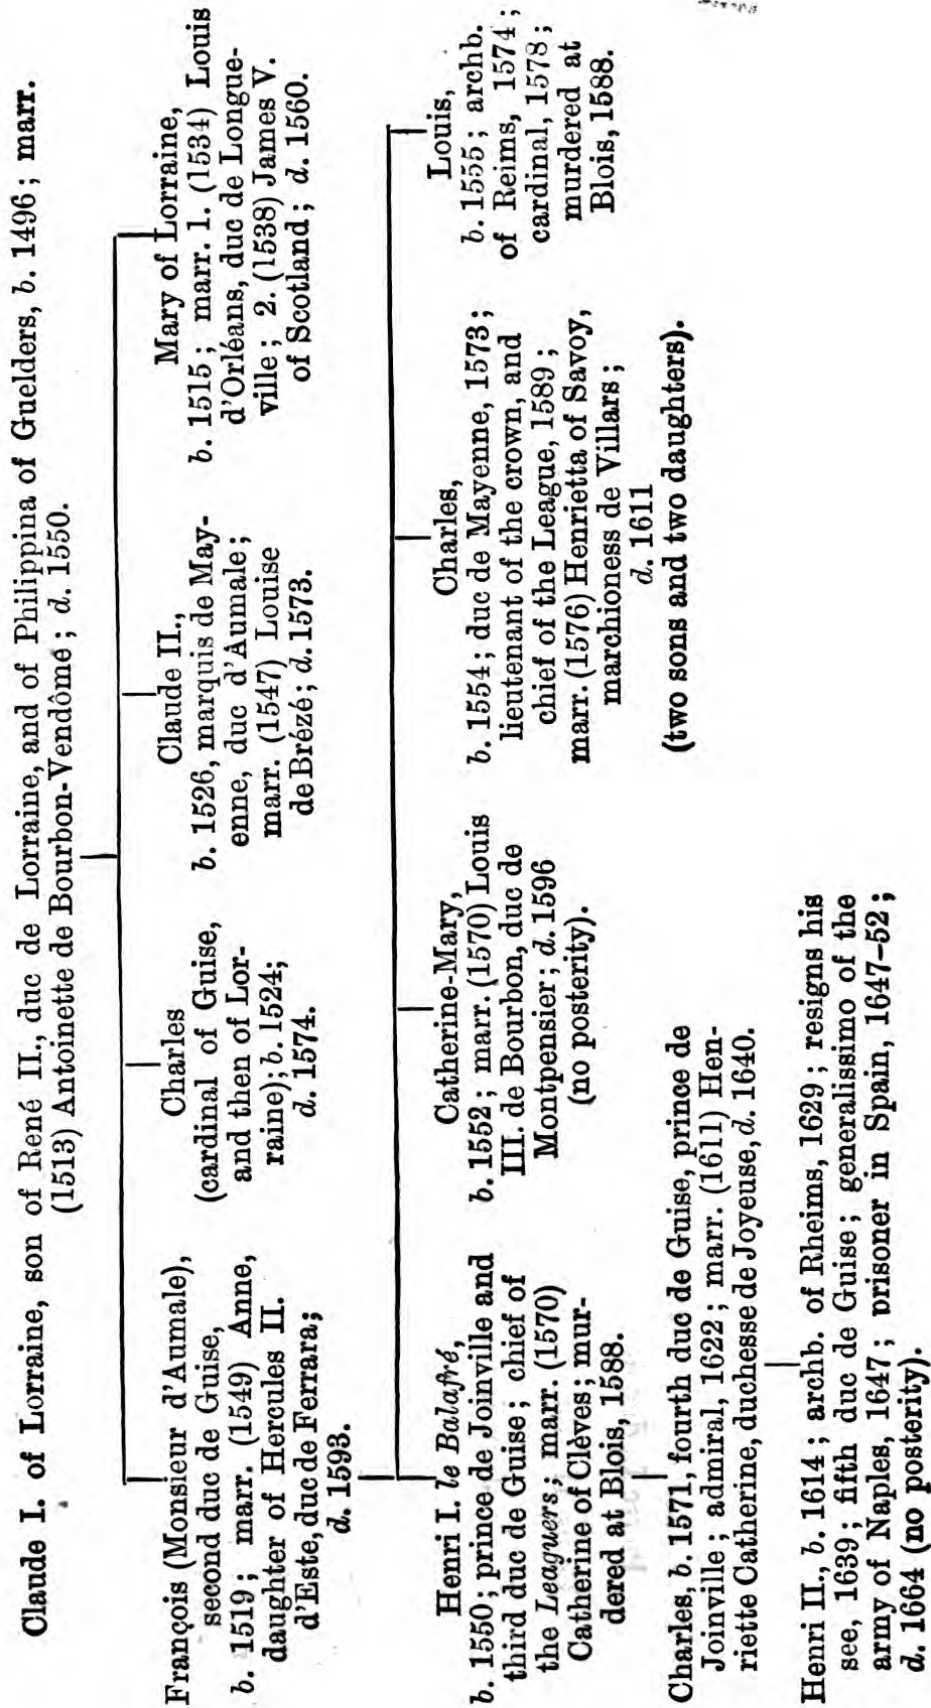 Claude I. of Lorraine, son of René II., duc de Lorraine, and of Philippina of Guelders, b. 1496; marr.
(1513) Antoinette de Bourbon-Vendôme; d. 1550.
François (Monsieur d'Aumale),
second duc de Guise,
b. 1519; marr. (1549) Anne,
daughter of Hercules II.
d'Este, duc de Ferrara;
d. 1593.
Charles
(cardinal of Guise,
and then of Lor-
raine); b. 1524;
d. 1574.
Claude II.,
b. 1526, marquis de May-
enne, duc d'Aumale;
marr. (1547) Louise
de Brézé; d. 1573.
Mary of Lorraine,
b. 1515; marr. 1. (1534) Louis
d'Orléans, duc de Longue-
ville; 2. (1538) James V.
of Scotland; d. 1560.
Henri I. le Balafré,
b. 1550; prince de Joinville and
third duc de Guise; chief of
the Leaguers; marr. (1570)
Catherine of Clèves; mur-
dered at Blois, 1588.
Catherine-Mary,
b. 1552; marr. (1570) Louis
III. de Bourbon, duc de
Montpensier; d. 1596
(no posterity).
Charles,
b. 1554; duc de Mayenne, 1573;
lieutenant of the crown, and
chief of the League, 1589;
marr. (1576) Henrietta of Savoy,
marchioness de Villars;
d. 1611
(two sons and two daughters).
Louis,
b. 1555; archb.
of Reims, 1574;
cardinal, 1578;
murdered at
Blois, 1588.
Charles, b. 1571, fourth duc de Guise, prince de
Joinville; admiral, 1622; marr. (1611) Hen-
riette Catherine, duchesse de Joyeuse, d. 1640.
Henri II., b. 1614; archb. of Rheims, 1629; resigns his
see, 1639; fifth duc de Guise; generalissimo of the
army of Naples, 1647; prisoner in Spain, 1647-52;
d. 1664 (no posterity).